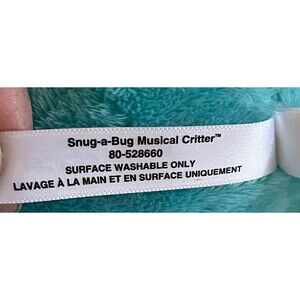 Snug-a-Bug Musical Critter™
80-528660
SURFACE WASHABLE ONLY
LAVAGE À LA MAIN ET EN SURFACE UNIQUEMENT